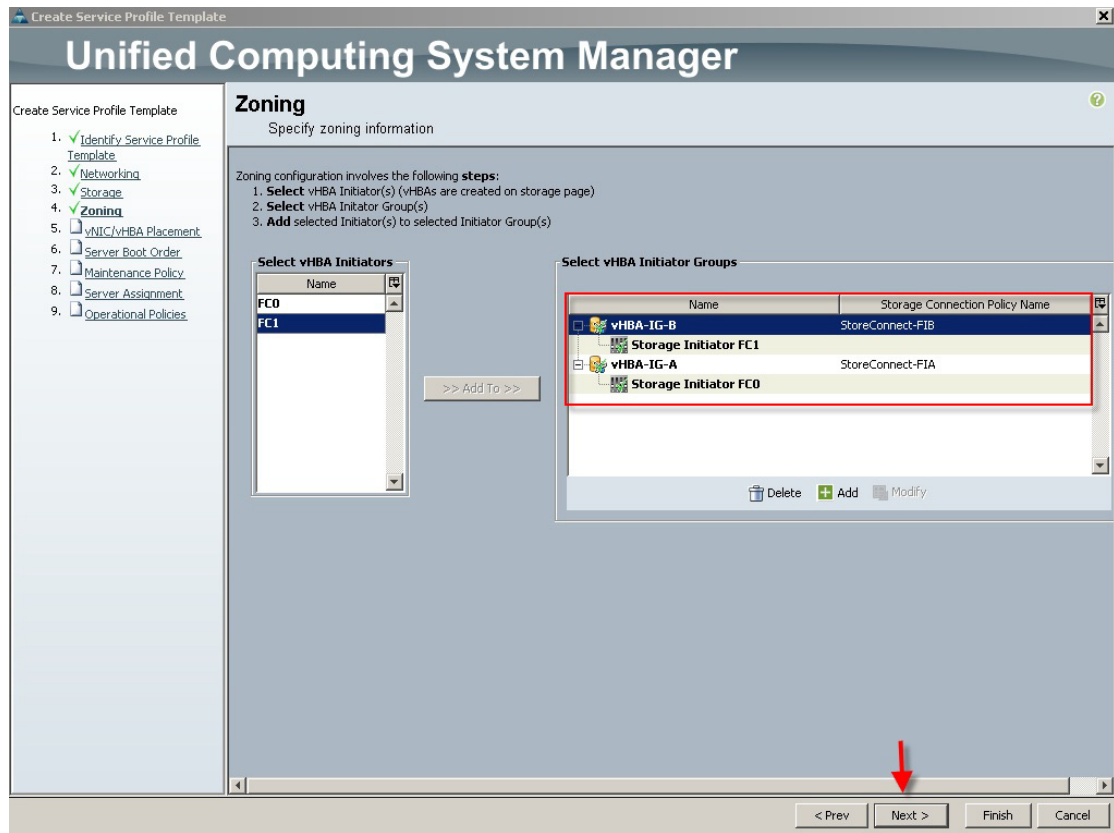 Create Service Profile Template
Unified Computing System Manager
Create Service Profile Template
1. Identify Service Profile
Template
2. Networking
3. Storage
4. Zoning
5. vNIC/vHBA Placement
6. Server Boot Order
7. Maintenance Policy
8. Server Assignment
9. Operational Policies
Zoning
Specify zoning information
Zoning configuration involves the following steps:
1. Select vHBA Initiator(s) (vHBAs are created on storage page)
2. Select vHBA Initator Group(s)
3. Add selected Initiator(s) to selected Initiator Group(s)
Select vHBA Initiators
Name
FC0
FC1
>> Add To >>
Select vHBA Initiator Groups
Name Storage Connection Policy Name
vHBA-IG-B StoreConnect-FIB
Storage Initiator FC1
vHBA-IG-A StoreConnect-FIA
Storage Initiator FC0
Delete Add Modify
< Prev Next > Finish Cancel